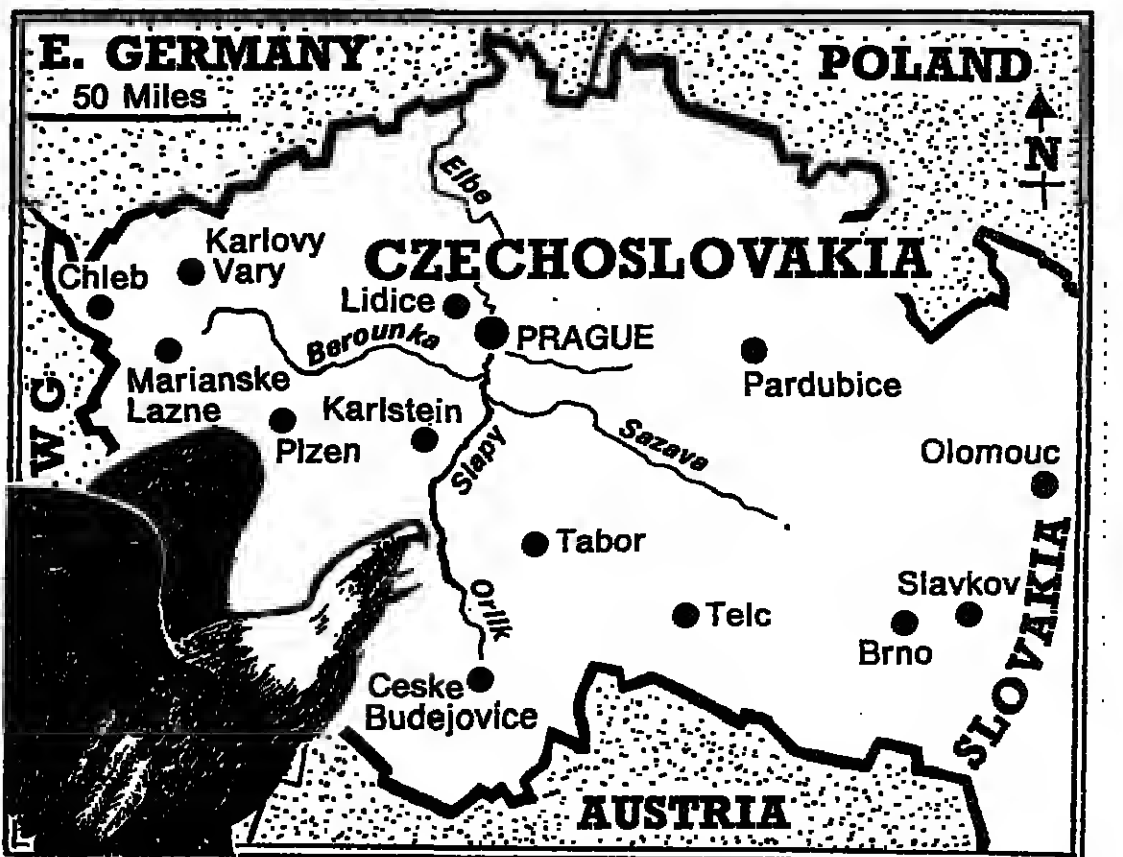 E. GERMANY
50 Miles
POLAND
N
Elbe
Karlovy
Vary
CZECHOSLOVAKIA
Chleb
Lidice
PRAGUE
Berounka
Marianske
Lazne
Pardubice
W G
Karlstein
Plzen
Slapy
Sazava
Olomouc
Tabor
Orlik
Telc
Slavkov
Brno
SLOVAKIA
Ceske
Budejovice
AUSTRIA